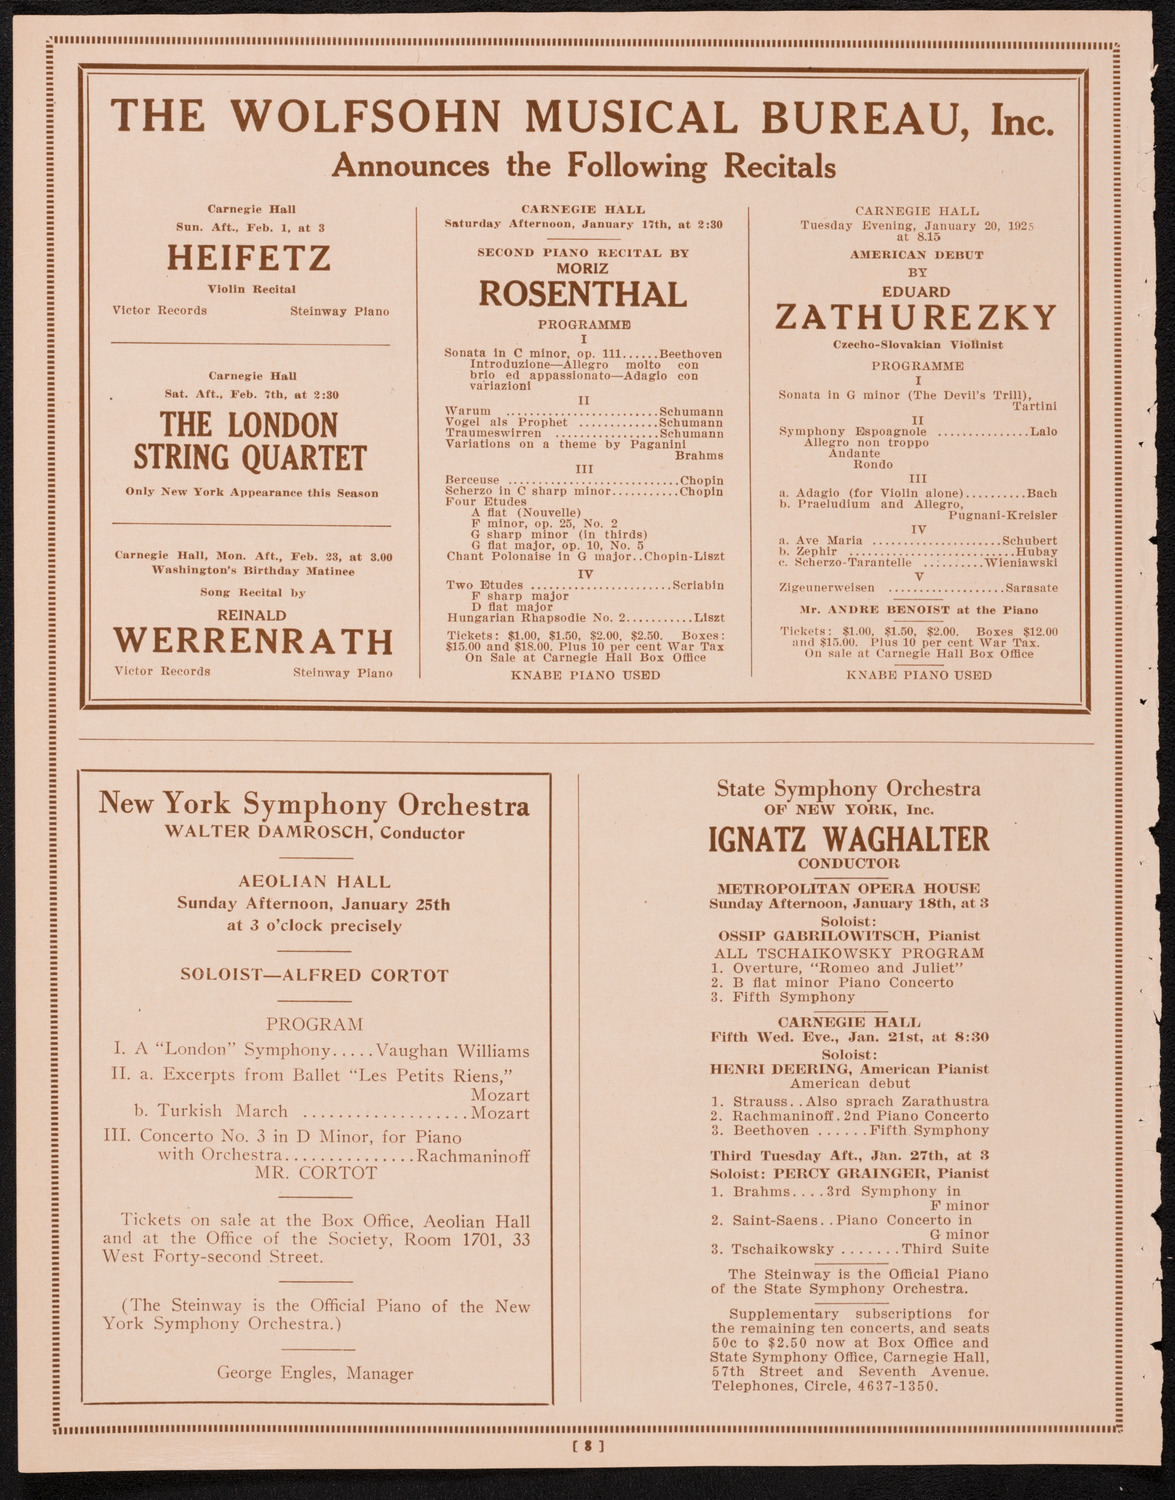 THE WOLFSOHN MUSICAL BUREAU, Inc.
Announces the Following Recitals
Carnegie Hall
Sun. Aft., Feb. 1, at 3
HEIFETZ
Violin Recital
Victor Records Steinway Piano
Carnegie Hall
Sat. Aft., Feb. 7th, at 2:30
THE LONDON
STRING QUARTET
Only New York Appearance this Season
Carnegie Hall, Mon. Aft., Feb. 23, at 3.00
Washington's Birthday Matinee
Song Recital by
REINALD
WERRENRATH
Victor Records Steinway Piano
CARNEGIE HALL
Saturday Afternoon, January 17th, at 2:30
SECOND PIANO RECITAL BY
MORIZ
ROSENTHAL
PROGRAMME
I
Sonata in C minor, op. 111......Beethoven
Introduzione—Allegro molto con
brio ed appassionato—Adagio con
variazioni
II
Warum ..........................Schumann
Vogel als Prophet .............Schumann
Traumeswirren ..................Schumann
Variations on a theme by Paganini
Brahms
III
Berceuse .............................Chopin
Scherzo in C sharp minor...........Chopin
Four Etudes
A flat (Nouvelle)
F minor, op. 25, No. 2
G sharp minor (in thirds)
G flat major, op. 10, No. 5
Chant Polonaise in G major..Chopin-Liszt
IV
Two Etudes ........................Scriabin
F sharp major
D flat major
Hungarian Rhapsodie No. 2...........Liszt
Tickets: $1.00, $1.50, $2.00, $2.50. Boxes:
$15.00 and $18.00. Plus 10 per cent War Tax
On Sale at Carnegie Hall Box Office
KNABE PIANO USED
CARNEGIE HALL
Tuesday Evening, January 20, 1925
at 8.15
AMERICAN DEBUT
BY
EDUARD
ZATHUREZKY
Czecho-Slovakian Violinist
PROGRAMME
I
Sonata in G minor (The Devil's Trill),
Tartini
II
Symphony Espoagnole ...............Lalo
Allegro non troppo
Andante
Rondo
III
a. Adagio (for Violin alone)..........Bach
b. Praeludium and Allegro,
Pugnani-Kreisler
IV
a. Ave Maria .....................Schubert
b. Zephir ............................Hubay
c. Scherzo-Tarantelle ..........Wieniawski
V
Zigeunerweisen ...................Sarasate
Mr. ANDRE BENOIST at the Piano
Tickets: $1.00, $1.50, $2.00. Boxes $12.00
and $15.00. Plus 10 per cent War Tax.
On sale at Carnegie Hall Box Office
KNABE PIANO USED
New York Symphony Orchestra
WALTER DAMROSCH, Conductor
AEOLIAN HALL
Sunday Afternoon, January 25th
at 3 o'clock precisely
SOLOIST—ALFRED CORTOT
PROGRAM
I. A “London” Symphony.....Vaughan Williams
II. a. Excerpts from Ballet “Les Petits Riens,”
Mozart
b. Turkish March ...................Mozart
III. Concerto No. 3 in D Minor, for Piano
with Orchestra...............Rachmaninoff
MR. CORTOT
Tickets on sale at the Box Office, Aeolian Hall
and at the Office of the Society, Room 1701, 33
West Forty-second Street.
(The Steinway is the Official Piano of the New
York Symphony Orchestra.)
George Engles, Manager
State Symphony Orchestra
OF NEW YORK, Inc.
IGNATZ WAGHALTER
CONDUCTOR
METROPOLITAN OPERA HOUSE
Sunday Afternoon, January 18th, at 3
Soloist:
OSSIP GABRILOWITSCH, Pianist
ALL TSCHAIKOWSKY PROGRAM
1. Overture, “Romeo and Juliet”
2. B flat minor Piano Concerto
3. Fifth Symphony
CARNEGIE HALL
Fifth Wed. Eve., Jan. 21st, at 8:30
Soloist:
HENRI DEERING, American Pianist
American debut
1. Strauss..Also sprach Zarathustra
2. Rachmaninoff.2nd Piano Concerto
3. Beethoven ......Fifth Symphony
Third Tuesday Aft., Jan. 27th, at 3
Soloist: PERCY GRAINGER, Pianist
1. Brahms....3rd Symphony in
F minor
2. Saint-Saens..Piano Concerto in
G minor
3. Tschaikowsky .......Third Suite
The Steinway is the Official Piano
of the State Symphony Orchestra.
Supplementary subscriptions for
the remaining ten concerts, and seats
50c to $2.50 now at Box Office and
State Symphony Office, Carnegie Hall,
57th Street and Seventh Avenue.
Telephones, Circle, 4637-1350.
[ 8 ]